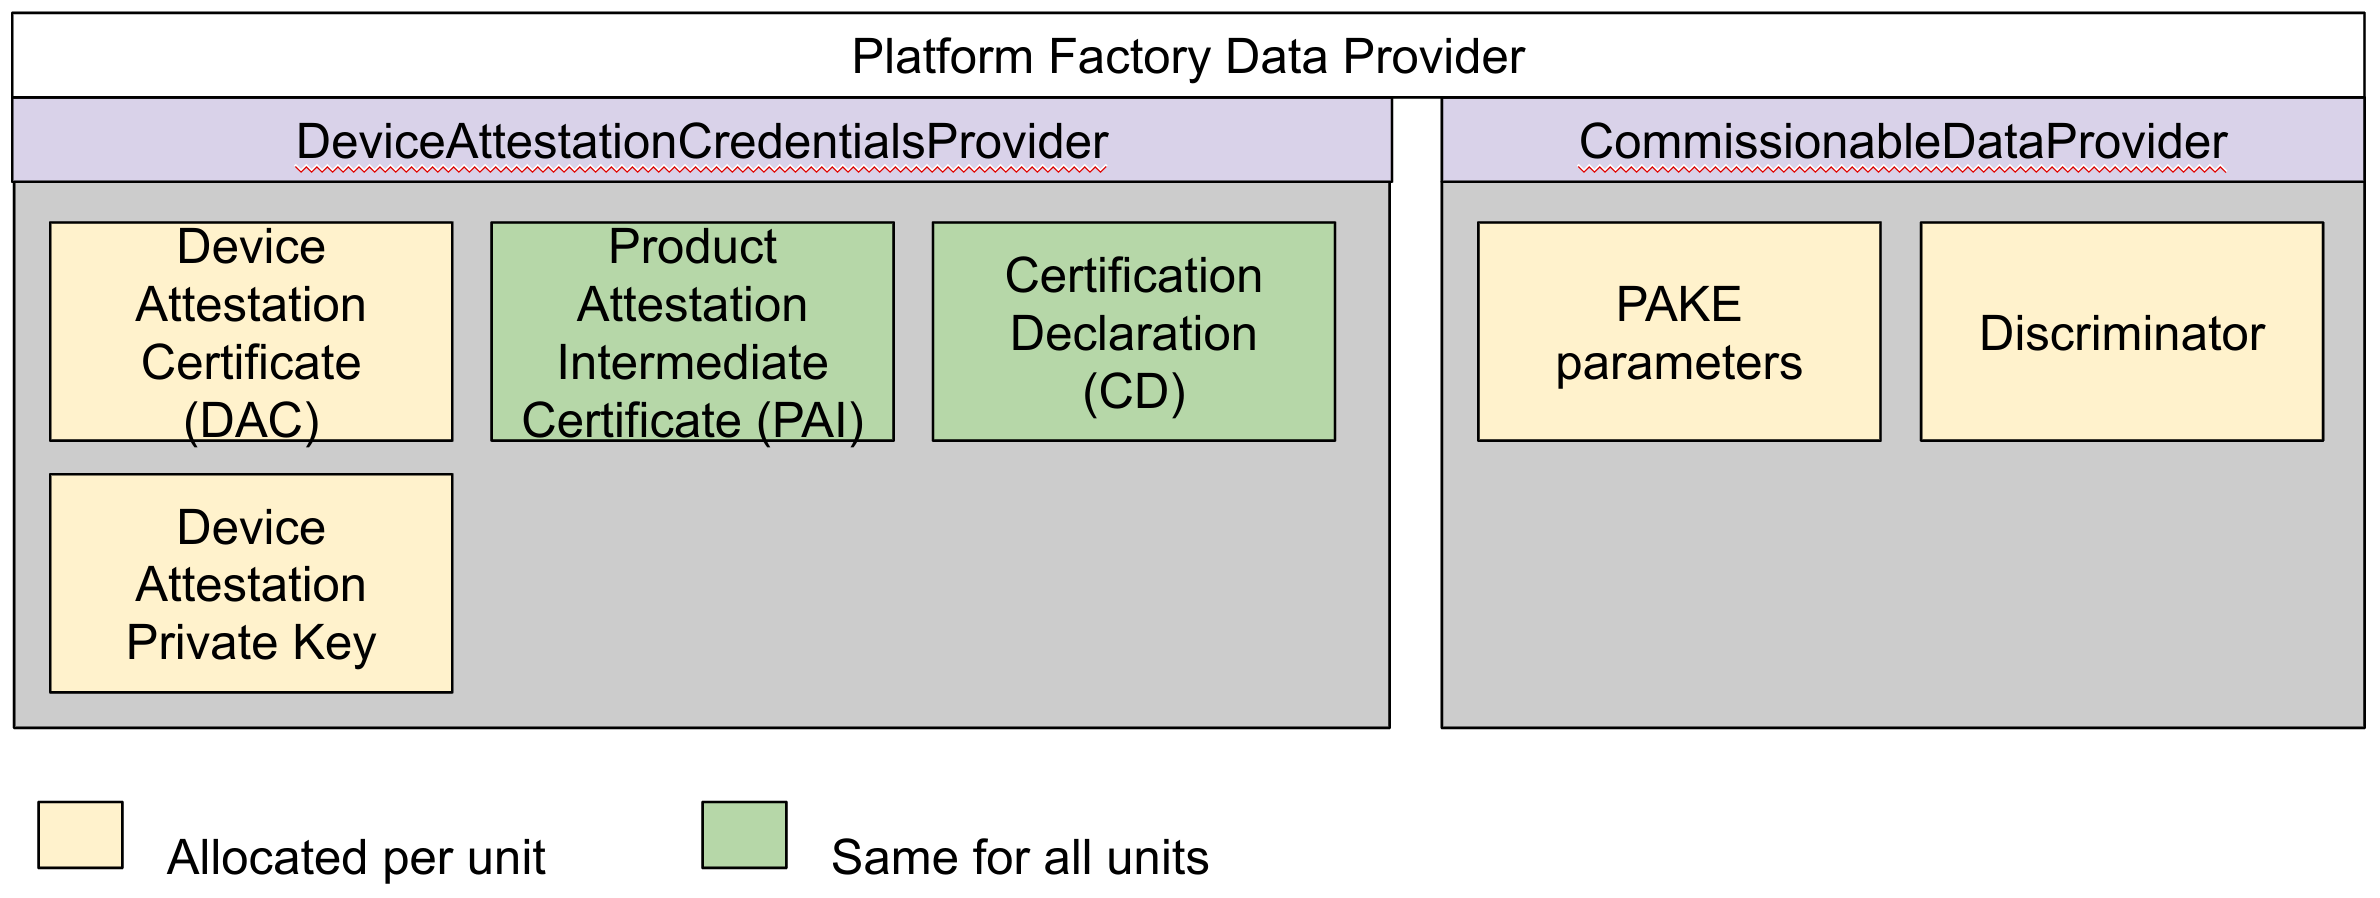 Platform Factory Data Provider
DeviceAttestationCredentialsProvider
Device
Attestation
Certificate
(DAC)
Product
Attestation
Intermediate
Certificate (PAI)
Certification
Declaration
(CD)
Device
Attestation
Private Key
CommissionableDataProvider
PAKE
parameters
Discriminator
Allocated per unit
Same for all units